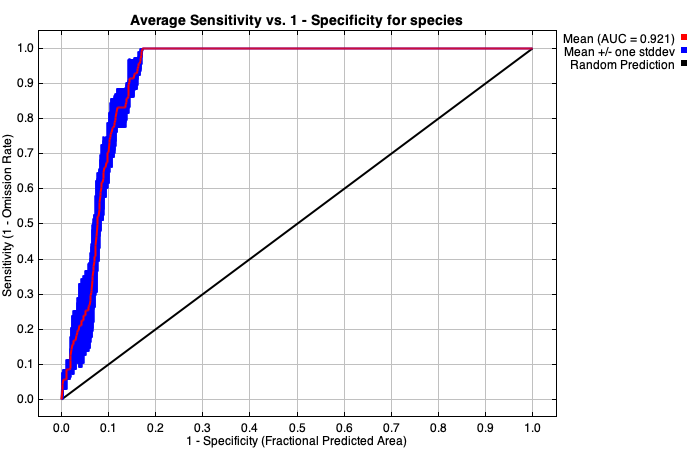 Average Sensitivity vs. 1 - Specificity for species
Mean (AUC = 0.921)
Mean +/- one stddev
Random Prediction
Sensitivity (1 - Omission Rate)
1.0
0.9
0.8
0.7
0.6
0.5
0.4
0.3
0.2
0.1
0.0
0.0 0.1 0.2 0.3 0.4 0.5 0.6 0.7 0.8 0.9 1.0
1 - Specificity (Fractional Predicted Area)